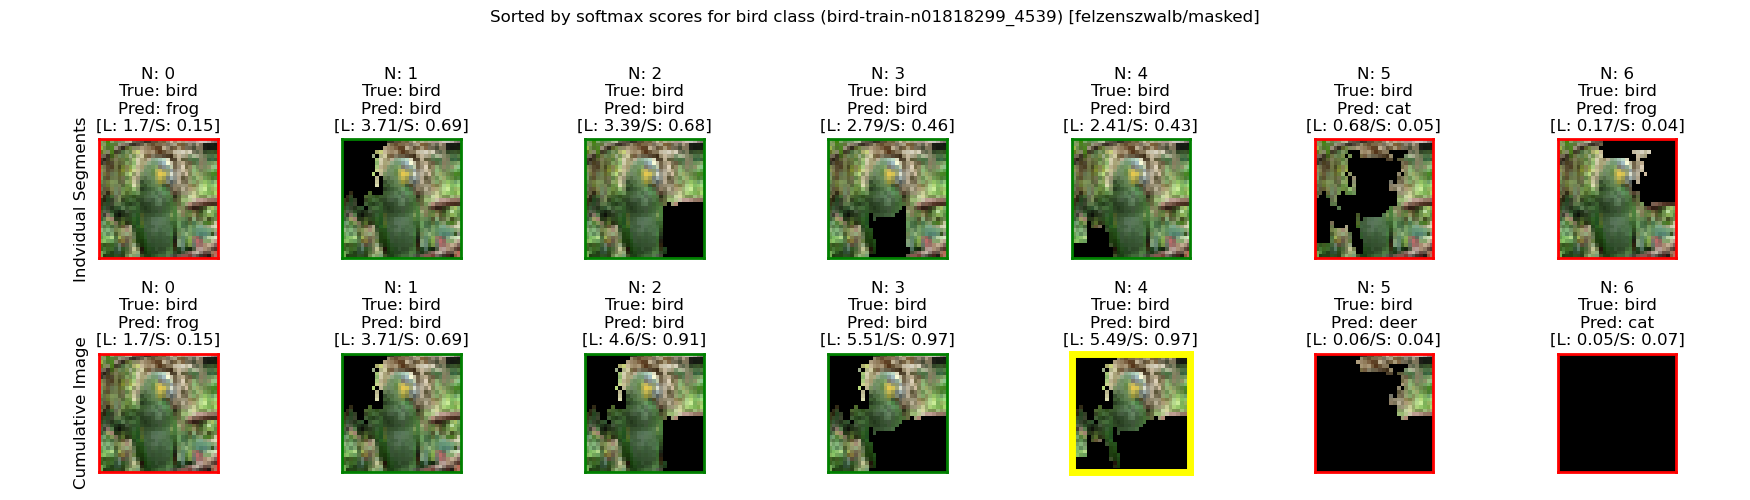 Sorted by softmax scores for bird class (bird-train-n01818299_4539) [felzenszwalb/masked]
Indvidual Segments
N: 0
True: bird
Pred: frog
[L: 1.7/S: 0.15]
N: 1
True: bird
Pred: bird
[L: 3.71/S: 0.69]
N: 2
True: bird
Pred: bird
[L: 3.39/S: 0.68]
N: 3
True: bird
Pred: bird
[L: 2.79/S: 0.46]
N: 4
True: bird
Pred: bird
[L: 2.41/S: 0.43]
N: 5
True: bird
Pred: cat
[L: 0.68/S: 0.05]
N: 6
True: bird
Pred: frog
[L: 0.17/S: 0.04]
Cumulative Image
N: 0
True: bird
Pred: frog
[L: 1.7/S: 0.15]
N: 1
True: bird
Pred: bird
[L: 3.71/S: 0.69]
N: 2
True: bird
Pred: bird
[L: 4.6/S: 0.91]
N: 3
True: bird
Pred: bird
[L: 5.51/S: 0.97]
N: 4
True: bird
Pred: bird
[L: 5.49/S: 0.97]
N: 5
True: bird
Pred: deer
[L: 0.06/S: 0.04]
N: 6
True: bird
Pred: cat
[L: 0.05/S: 0.07]